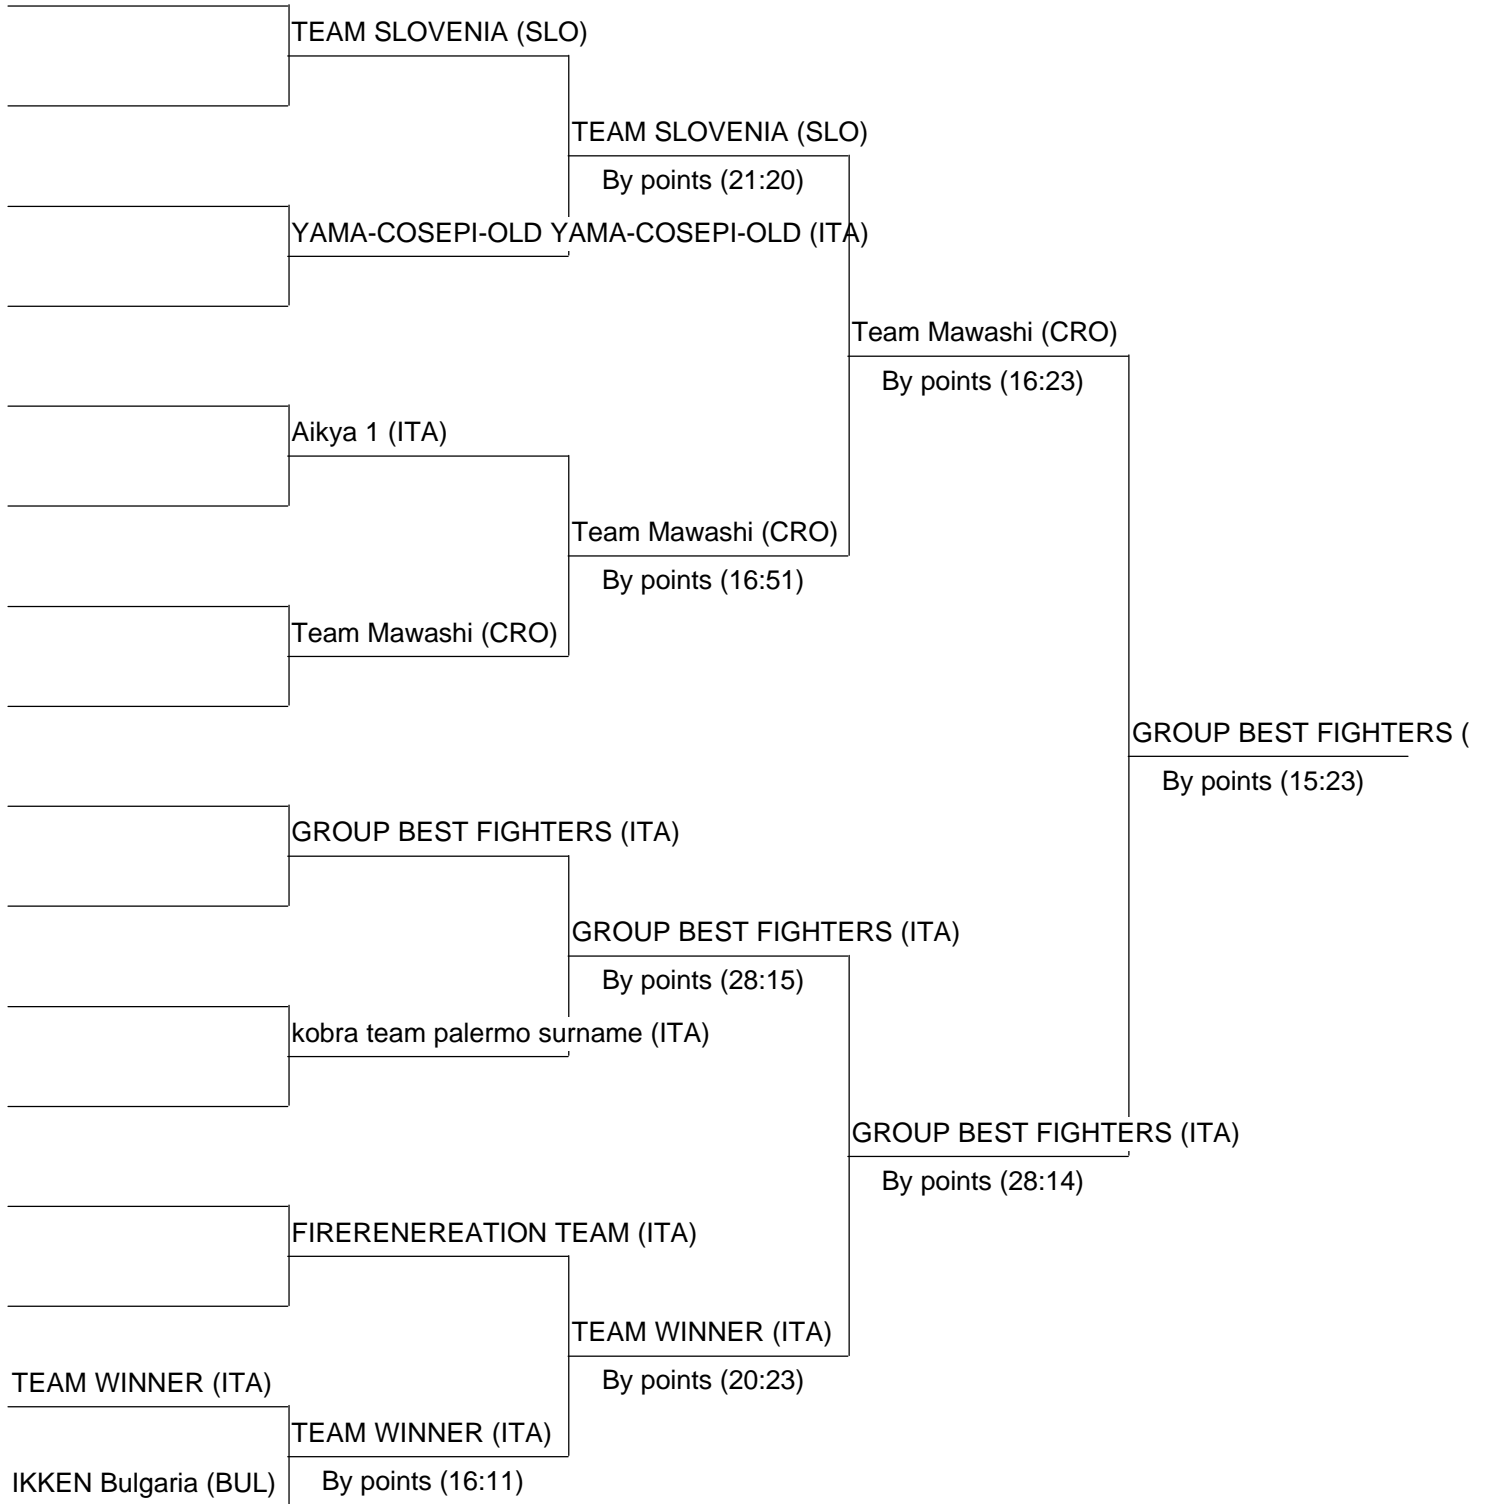 TEAM SLOVENIA (SLO)
TEAM SLOVENIA (SLO)
By points (21:20)
YAMA-COSEPI-OLD YAMA-COSEPI-OLD (ITA)
Team Mawashi (CRO)
By points (16:23)
Aikya 1 (ITA)
Team Mawashi (CRO)
By points (16:51)
Team Mawashi (CRO)
GROUP BEST FIGHTERS (
By points (15:23)
GROUP BEST FIGHTERS (ITA)
GROUP BEST FIGHTERS (ITA)
By points (28:15)
kobra team palermo surname (ITA)
GROUP BEST FIGHTERS (ITA)
By points (28:14)
FIRERENEREATION TEAM (ITA)
TEAM WINNER (ITA)
By points (20:23)
TEAM WINNER (ITA)
TEAM WINNER (ITA)
By points (16:11)
IKKEN Bulgaria (BUL)